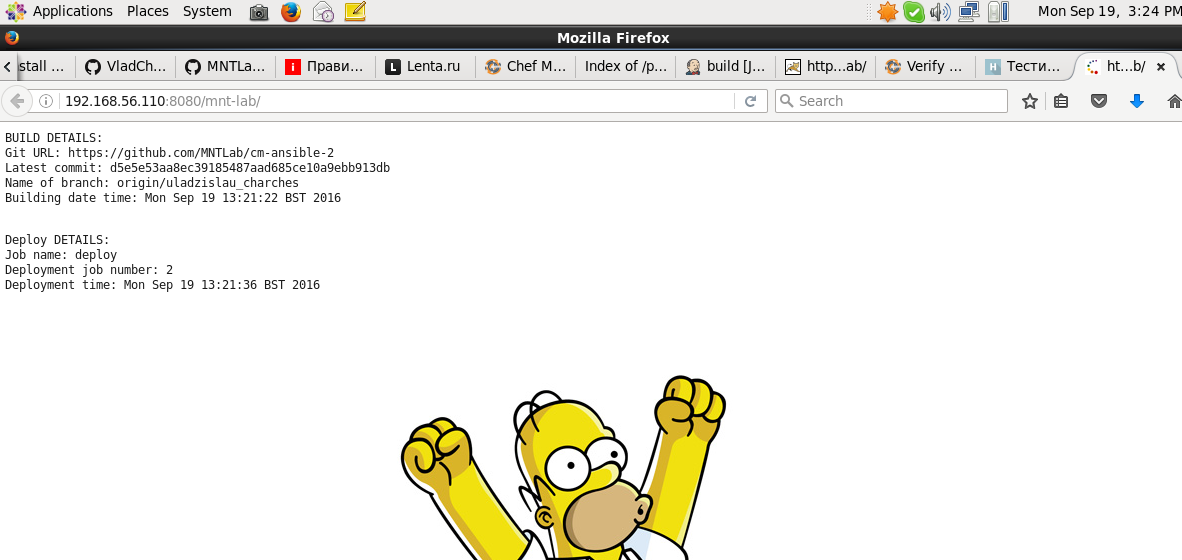 Applications Places System Mon Sep 19, 3:24 PM
Mozilla Firefox
stall ... VladCh... MNTLa... Прави... Lenta.ru Chef M... Index of /p... build [J... http...ab/ Verify ... Тести... ht...b/
192.168.56.110:8080/mnt-lab/ Search
BUILD DETAILS:
Git URL: https://github.com/MNTLab/cm-ansible-2
Latest commit: d5e5e53aa8ec39185487aad685ce10a9ebb913db
Name of branch: origin/uladzislau_charches
Building date time: Mon Sep 19 13:21:22 BST 2016
Deploy DETAILS:
Job name: deploy
Deployment job number: 2
Deployment time: Mon Sep 19 13:21:36 BST 2016